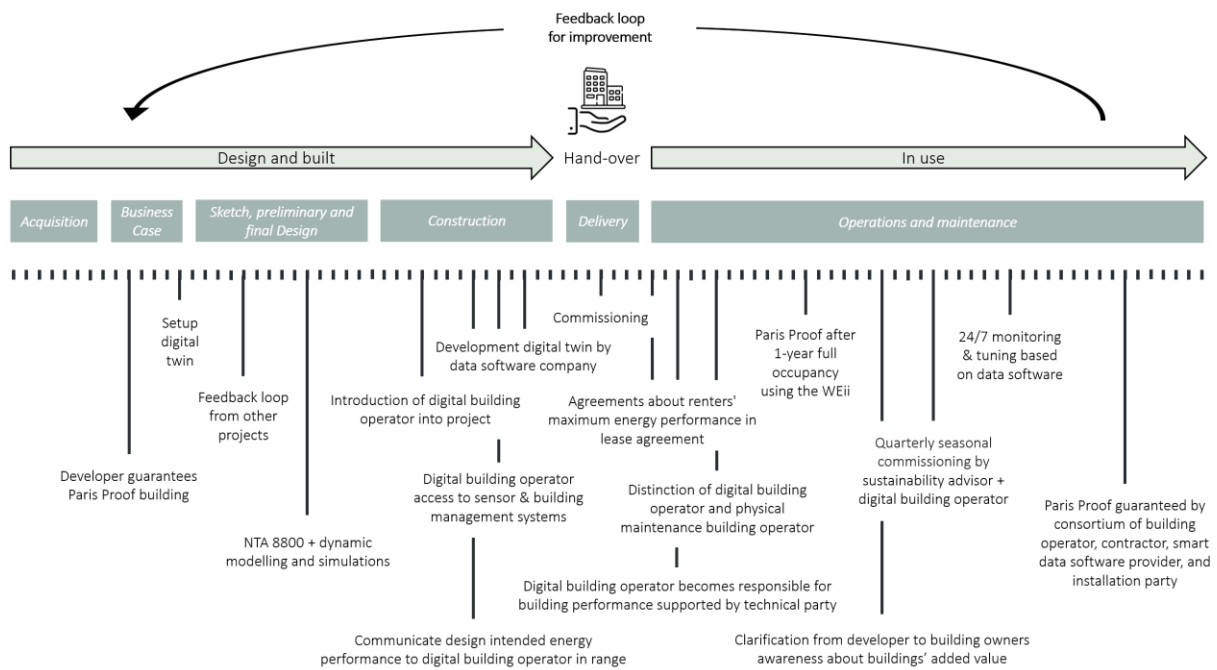 Feedback loop
for improvement
Design and built
Hand-over
In use
Acquisition
Business
Case
Sketch, preliminary and
final Design
Construction
Delivery
Operations and maintenance
Setup
digital
twin
Commissioning
Development digital twin by
data software company
Paris Proof after
1-year full
occupancy
using the WEii
24/7 monitoring
& tuning based
on data software
Feedback loop
from other
projects
Introduction of digital building
operator into project
Agreements about renters'
maximum energy performance in
lease agreement
Developer guarantees
Paris Proof building
Digital building operator
access to sensor & building
management systems
Distinction of digital building
operator and physical
maintenance building operator
Quarterly seasonal
commissioning by
sustainability advisor +
digital building operator
Paris Proof guaranteed by
consortium of building
operator, contractor, smart
data software provider, and
installation party
NTA 8800 + dynamic
modelling and simulations
Digital building operator becomes responsible for
building performance supported by technical party
Communicate design intended energy
performance to digital building operator in range
Clarification from developer to building owners
awareness about buildings’ added value